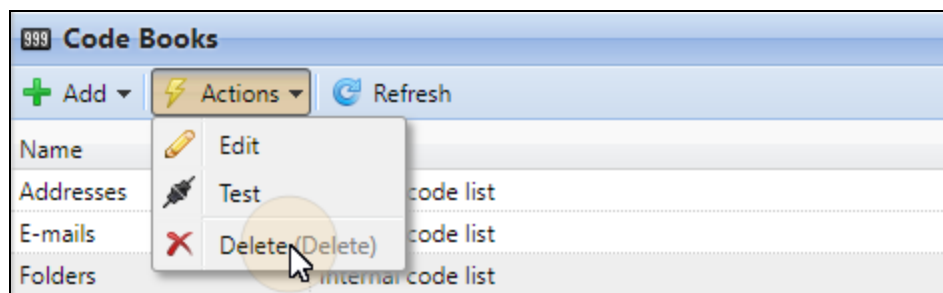 999 Code Books
Add Actions Refresh
Name
Edit
Addresses
Test
code list
E-mails
Delete (Delete)
code list
Folders
Internal code list